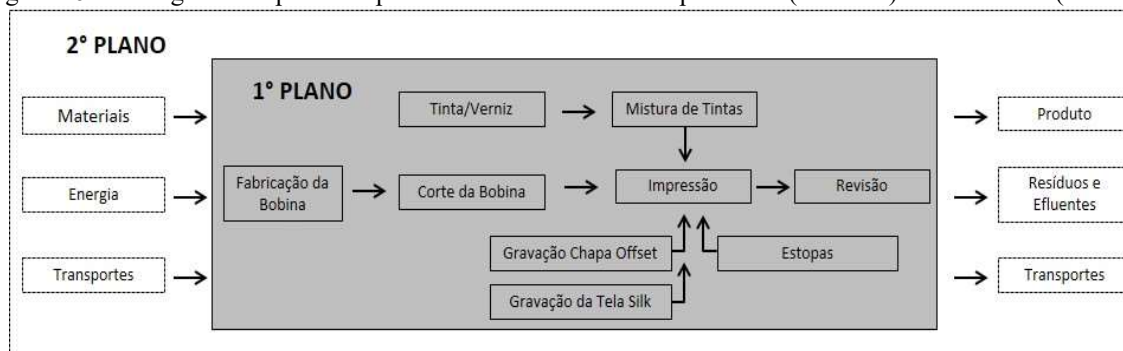 2° PLANO
1° PLANO
Materiais
Tinta/Verniz
Mistura de Tintas
Produto
Energia
Fabricação da
Bobina
Corte da Bobina
Impressão
Revisão
Resíduos e
Efluentes
Gravação Chapa Offset
Estopas
Transportes
Gravação da Tela Silk
Transportes